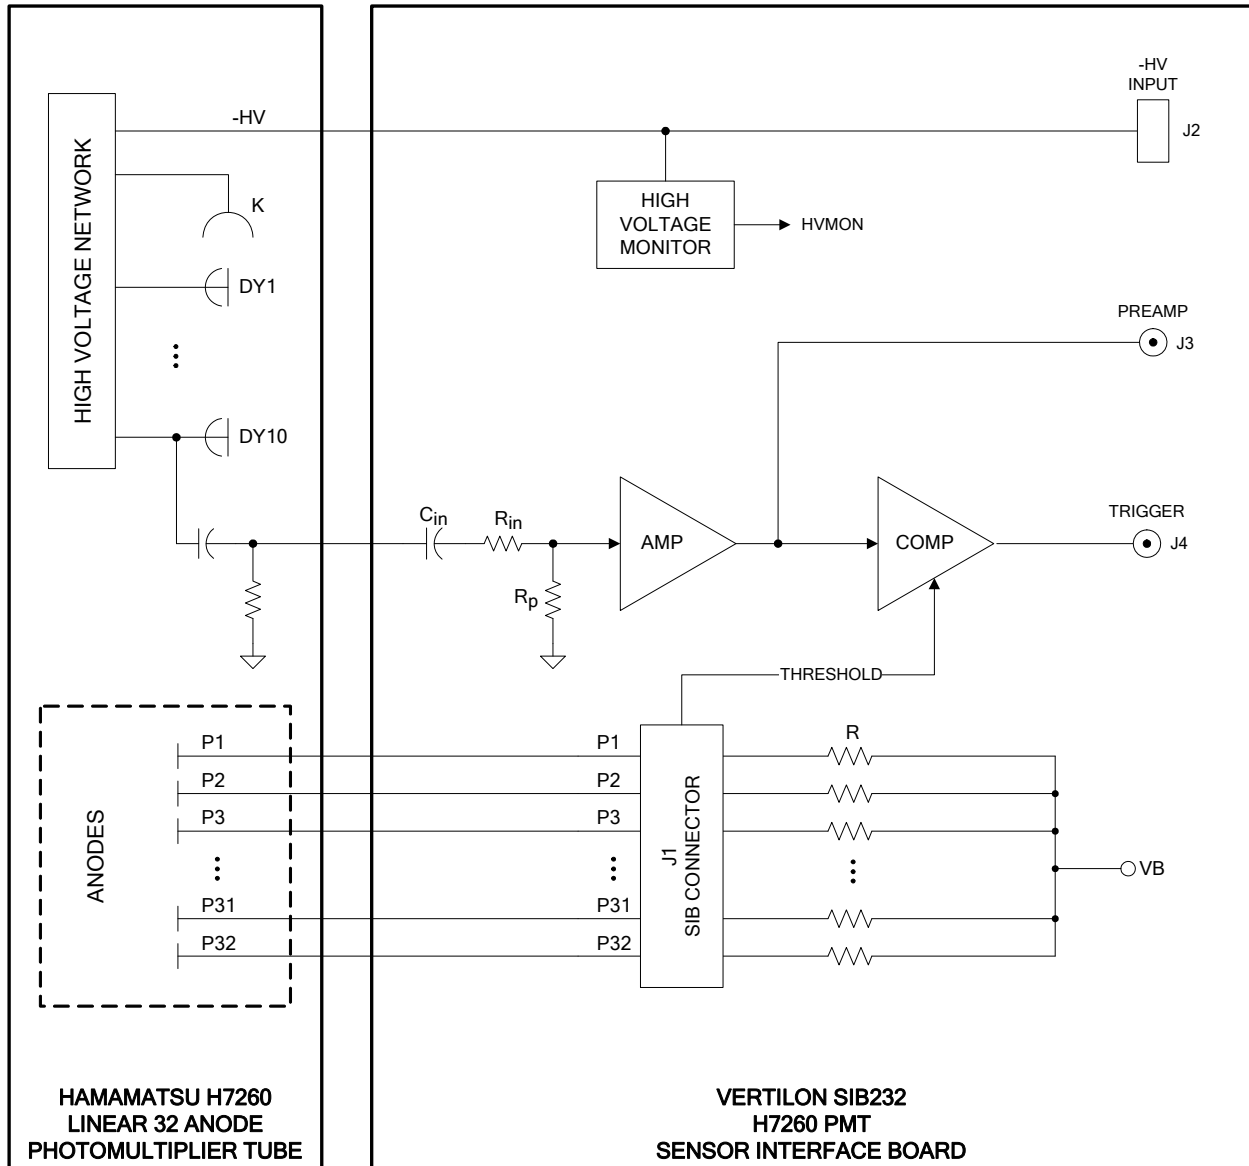 -HV
INPUT
J2
-HV
HIGH VOLTAGE NETWORK
K
HIGH
VOLTAGE
MONITOR
HVMON
DY1
PREAMP
J3
DY10
Cin
Rin
Rp
AMP
COMP
TRIGGER
J4
THRESHOLD
ANODES
P1
P2
P3
P31
P32
P1
P2
P3
P31
P32
J1
SIB CONNECTOR
R
VB
HAMAMATSU H7260
LINEAR 32 ANODE
PHOTOMULTIPLIER TUBE
VERTILON SIB232
H7260 PMT
SENSOR INTERFACE BOARD